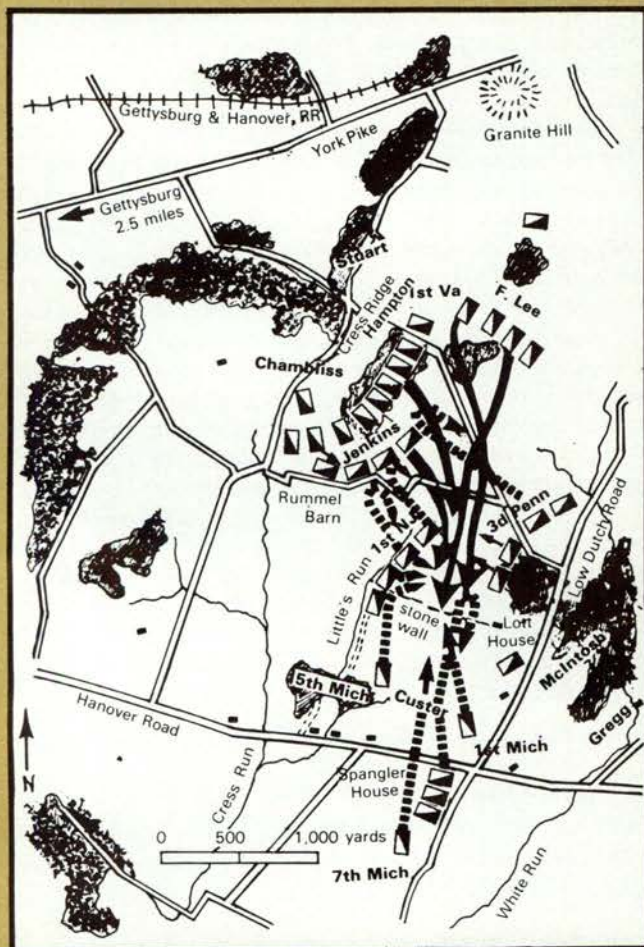 Gettysburg & Hanover, RR
York Pike
Granite Hill
Gettysburg
2.5 miles
Stuart
Cress Ridge
Hampton
1st Va
F. Lee
Chambliss
Jenkins
Rummel
Barn
1st N.J.
3d Penn
Low Dutch Road
Little's Run
stone
wall
Lott
House
McIntosh
Gregg
5th Mich
Custer
Hanover Road
1st Mich
N
Cress Run
Spangler
House
0 500 1,000 yards
7th Mich
White Run